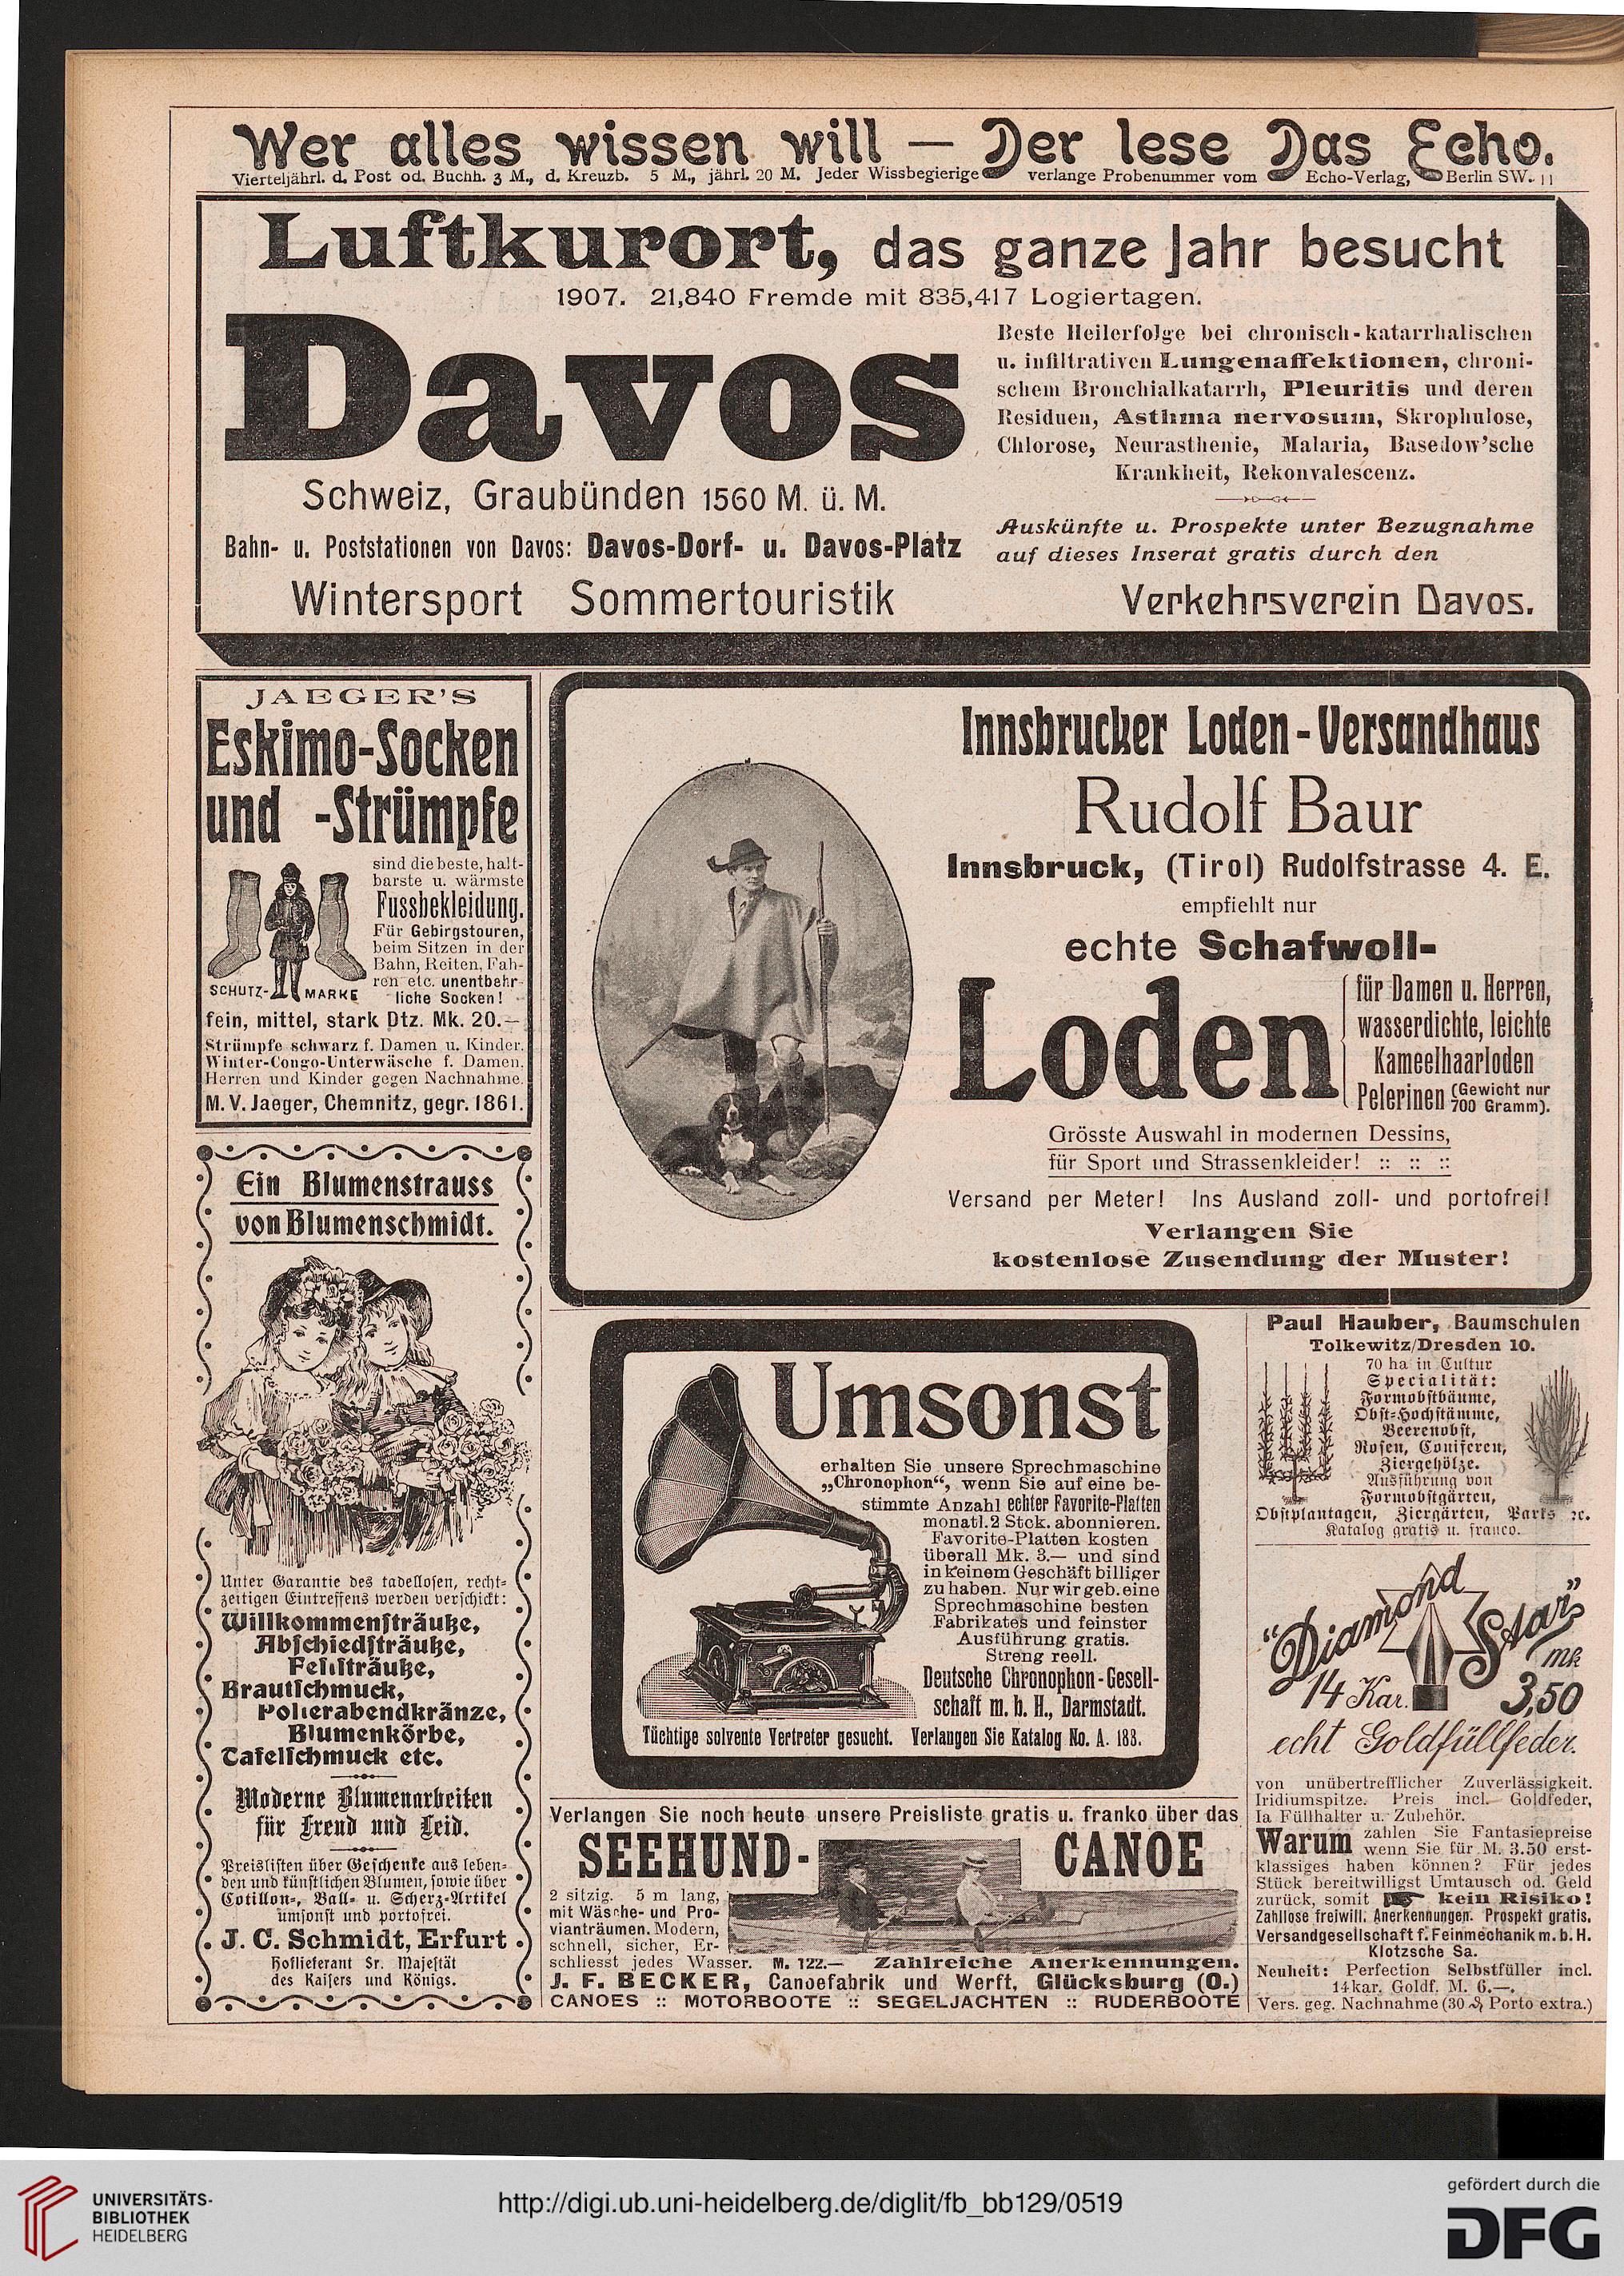 Wer alles wissen will — Der lese Das Echo.
Vierteljährl. d. Post od. Buchh. 3 M., d. Kreuzb. 5 M., jährl. 20 M. Jeder Wissbegierige verlange Probenummer vom Echo-Verlag, Berlin SW. 11
Luftkurort, das ganze Jahr besucht
1907. 21,840 Fremde mit 835,417 Logiertagen.
Davos
Schweiz, Graubünden 1560 M. ü. M.
Bahn- u. Poststationen von Davos: Davos-Dorf- u. Davos-Platz
Wintersport Sommertouristik
Beste Heilerfolge bei chronisch-katarrhalischen
u. infiltrativen Lungenaffektionen, chroni-
schem Bronchialkatarrh, Pleuritis und deren
Residuen, Asthma nervosum, Skrophulose,
Chlorose, Neurasthenie, Malaria, Basedow'sche
Krankheit, Rekonvalescenz.
Auskünfte u. Prospekte unter Bezugnahme
auf dieses Inserat gratis durch den
Verkehrsverein Davos.
JAEGER'S
Eskimo-Socken
und -Strümpfe
sind die beste, halt-
barste u. wärmste
Fussbekleidung.
Für Gebirgstouren,
beim Sitzen in der
Bahn, Reiten, Fah-
ren etc. unentbehr-
liche Socken!
SCHUTZ-MARKE
fein, mittel, stark Dtz. Mk. 20.—
Strümpfe schwarz f. Damen u. Kinder.
Winter-Congo-Unterwäsche f. Damen,
Herren und Kinder gegen Nachnahme.
M. V. Jaeger, Chemnitz, gegr. 1861.
Innsbrucker Loden-Versandhaus
Rudolf Baur
Innsbruck, (Tirol) Rudolfstrasse 4. E.
empfiehlt nur
echte Schafwoll-
Loden
für Damen u. Herren,
wasserdichte, leichte
Kameelhaarloden
Pelerinen (Gewicht nur
700 Gramm).
Grösste Auswahl in modernen Dessins,
für Sport und Strassenkleider! :: :: ::
Versand per Meter! Ins Ausland zoll- und portofrei!
Verlangen Sie
kostenlose Zusendung der Muster!
Ein Blumenstrauss
von Blumenschmidt.
Unter Garantie des tadellosen, recht-
zeitigen Eintreffens werden verschickt:
Willkommensträuße,
Abschiedsträuße,
Feststräuße,
Brautschmuck,
Polterabendkränze,
Blumenkörbe,
Tafelschmuck etc.
Moderne Blumenarbeiten
für Freud und Leid.
Preislisten über Geschenke aus leben-
den und künstlichen Blumen, sowie über
Cotillon-, Ball- u. Scherz-Artikel
umsonst und portofrei.
J. C. Schmidt, Erfurt
Hoflieferant Sr. Majestät
des Kaisers und Königs.
Umsonst
erhalten Sie unsere Sprechmaschine
„Chronophon“, wenn Sie auf eine be-
stimmte Anzahl echter Favorite-Platten
monatl. 2 Stck. abonnieren.
Favorite-Platten kosten
überall Mk. 3.— und sind
in keinem Geschäft billiger
zu haben. Nur wir geb. eine
Sprechmaschine besten
Fabrikates und feinster
Ausführung gratis.
Streng reell.
Deutsche Chronophon-Gesell-
schaft m. b. H., Darmstadt.
Tüchtige solvente Vertreter gesucht. Verlangen Sie Katalog No. A. 183.
Verlangen Sie noch heute unsere Preisliste gratis u. franko über das
SEEHUND-CANOE
2 sitzig. 5 m lang,
mit Wäsche- und Pro-
vianträumen. Modern,
schnell, sicher, Er-
schliesst jedes Wasser. M. 122.— Zahlreiche Anerkennungen.
J. F. BECKER, Canoefabrik und Werft, Glücksburg (O.)
CANOES :: MOTORBOOTE :: SEGELJACHTEN :: RUDERBOOTE
Paul Hauber, Baumschulen
Tolkewitz/Dresden 10.
70 ha in Cultur
Specialität:
Formobstbäume,
Obst-Hochstämme,
Beerenobst,
Rosen, Coniferen,
Ziergehölze.
Ausführung von
Formobstgärten,
Obstplantagen, Ziergärten, Parks ꝛc.
Katalog gratis u. franco.
"Diamond Star"
14 Kar. mk 3,50
echt Goldfüllfeder.
von unübertrefflicher Zuverlässigkeit.
Iridiumspitze. Preis incl. Goldfeder,
Ia Füllhalter u. Zubehör.
Warum zahlen Sie Fantasiepreise
wenn Sie für M. 3.50 erst-
klassiges haben können? Für jedes
Stück bereitwilligst Umtausch od. Geld
zurück, somit ☛ kein Risiko!
Zahllose freiwill. Anerkennungen. Prospekt gratis.
Versandgesellschaft f. Feinmechanik m. b. H.
Klotzsche Sa.
Neuheit: Perfection Selbstfüller incl.
14kar. Goldf. M. 6.—.
Vers. geg. Nachnahme (30 ₰ Porto extra.)
UNIVERSITÄTS-
BIBLIOTHEK
HEIDELBERG
http://digi.ub.uni-heidelberg.de/diglit/fb_bb129/0519
gefördert durch die
DFG